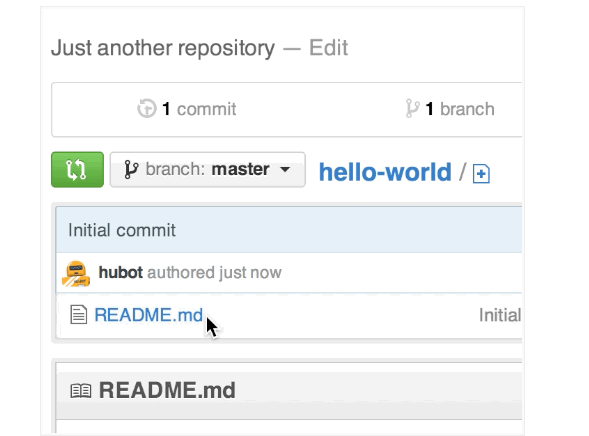 Just another repository — Edit
1 commit
1 branch
branch: master
hello-world /
Initial commit
hubot authored just now
README.md
Initial
README.md